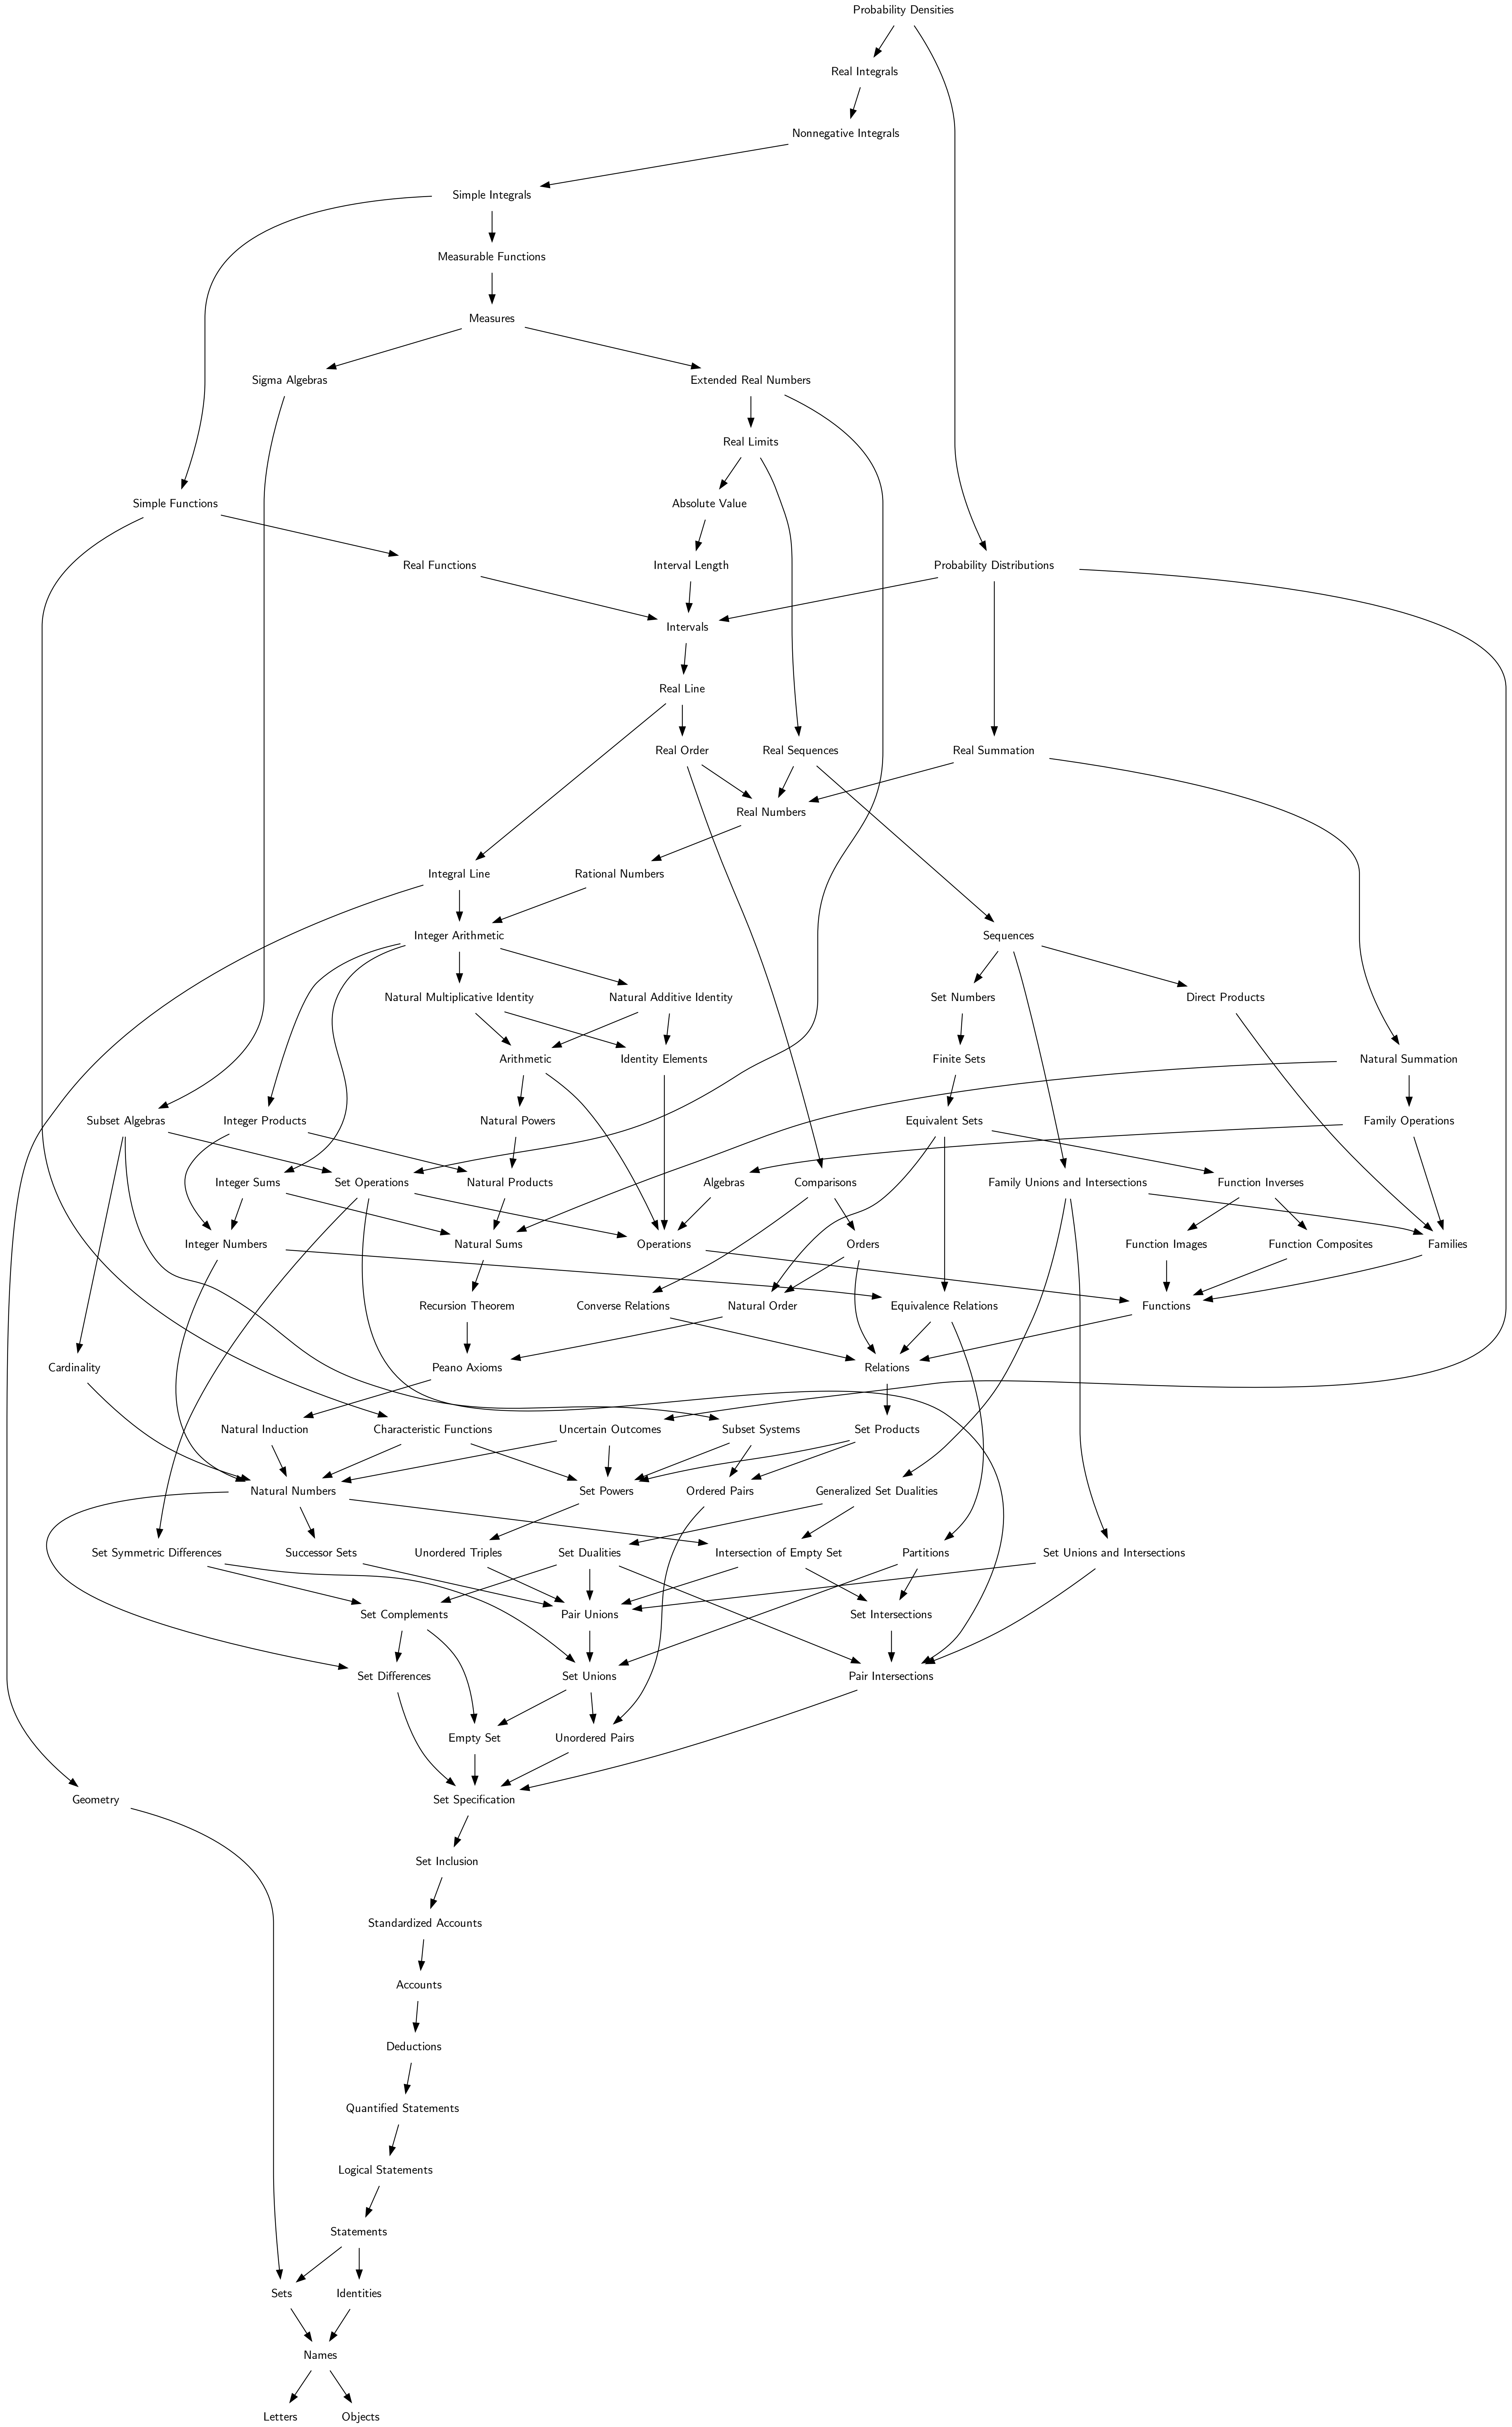 Probability Densities
Real Integrals
Nonnegative Integrals
Simple Integrals
Measurable Functions
Measures
Sigma Algebras
Extended Real Numbers
Real Limits
Simple Functions
Absolute Value
Real Functions
Interval Length
Probability Distributions
Intervals
Real Line
Real Order
Real Sequences
Real Summation
Real Numbers
Integral Line
Rational Numbers
Integer Arithmetic
Sequences
Natural Multiplicative Identity
Natural Additive Identity
Set Numbers
Direct Products
Arithmetic
Identity Elements
Finite Sets
Natural Summation
Subset Algebras
Integer Products
Natural Powers
Equivalent Sets
Family Operations
Integer Sums
Set Operations
Natural Products
Algebras
Comparisons
Family Unions and Intersections
Function Inverses
Integer Numbers
Natural Sums
Operations
Orders
Function Images
Function Composites
Families
Recursion Theorem
Converse Relations
Natural Order
Equivalence Relations
Functions
Cardinality
Peano Axioms
Relations
Natural Induction
Characteristic Functions
Uncertain Outcomes
Subset Systems
Set Products
Natural Numbers
Set Powers
Ordered Pairs
Generalized Set Dualities
Set Symmetric Differences
Successor Sets
Unordered Triples
Set Dualities
Intersection of Empty Set
Partitions
Set Unions and Intersections
Set Complements
Pair Unions
Set Intersections
Set Differences
Set Unions
Pair Intersections
Empty Set
Unordered Pairs
Geometry
Set Specification
Set Inclusion
Standardized Accounts
Accounts
Deductions
Quantified Statements
Logical Statements
Statements
Sets
Identities
Names
Letters
Objects